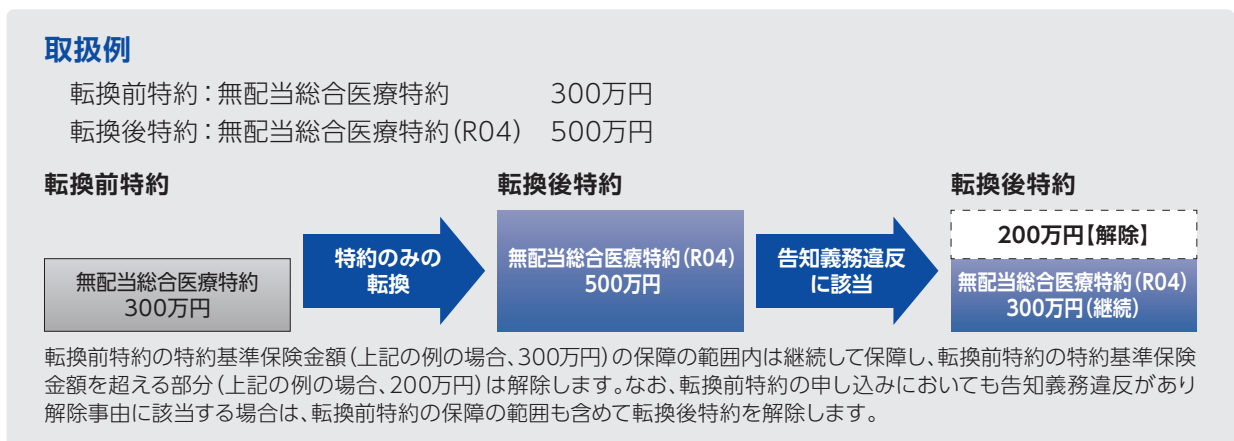 取扱例
転換前特約：無配当総合医療特約 300万円
転換後特約：無配当総合医療特約(R04) 500万円
転換前特約
転換後特約
転換後特約
無配当総合医療特約
300万円
特約のみの
転換
無配当総合医療特約(R04)
500万円
告知義務違反
に該当
200万円【解除】
無配当総合医療特約(R04)
300万円(継続)
転換前特約の特約基準保険金額(上記の例の場合、300万円)の保障の範囲内は継続して保障し、転換前特約の特約基準保険
金額を超える部分(上記の例の場合、200万円)は解除します。なお、転換前特約の申し込みにおいても告知義務違反があり
解除事由に該当する場合は、転換前特約の保障の範囲も含めて転換後特約を解除します。